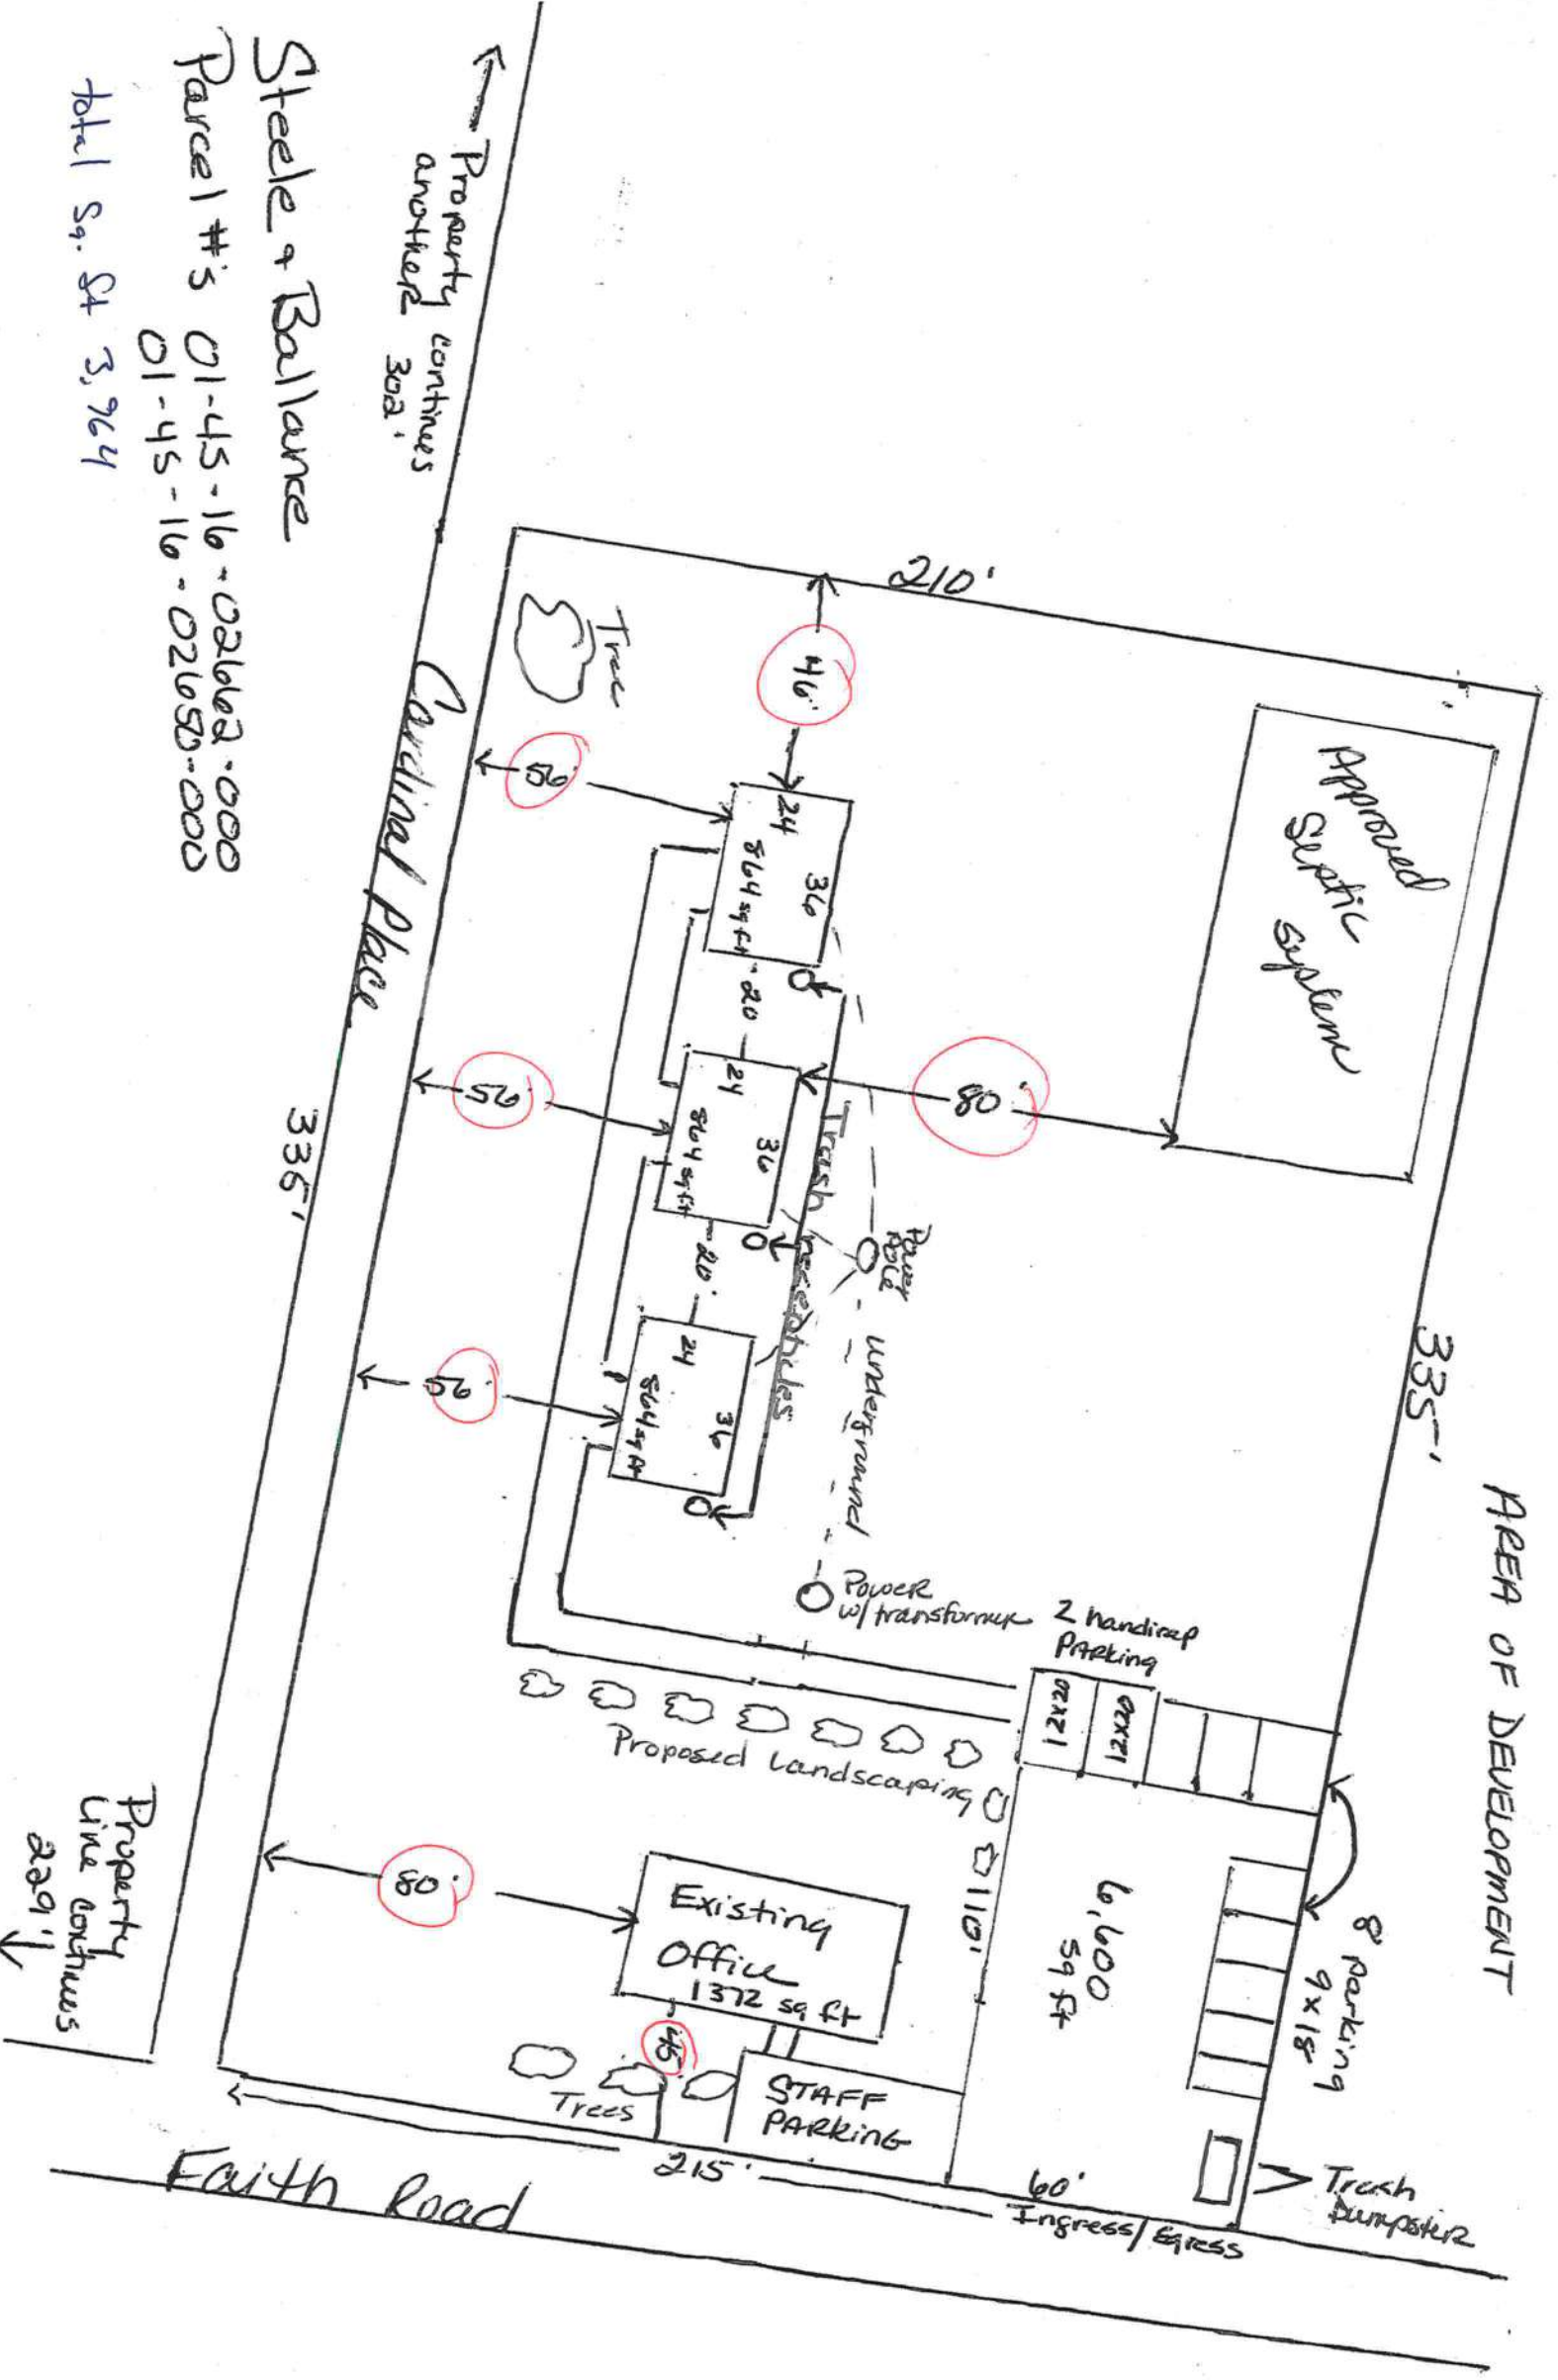 AREA OF DEVELOPMENT
335'
210'
Approved
Septic
System
8 parking
9x18
Trash
Dumpster
2 handicap
PARKing
12x20
12x20
6,600
sq ft
60'
Ingress/Egress
110'
80'
Power
Pole
underground
Power
w/ transformer
Trash receptacles
46'
24
36
864 sq ft
20
24
36
864 sq ft
20'
24
36
864 sq ft
Tree
Proposed Landscaping
Existing
Office
1372 sq ft
45'
STAFF
PARKING
Trees
80'
215'
Faith Road
Cardinal Place
335'
Property continues
another 302'
Property
Line continues
229'
Steele & Ballance
Parcel #'s 01-45-16-02662-000
01-45-16-02650-000
total sq. ft 3,964